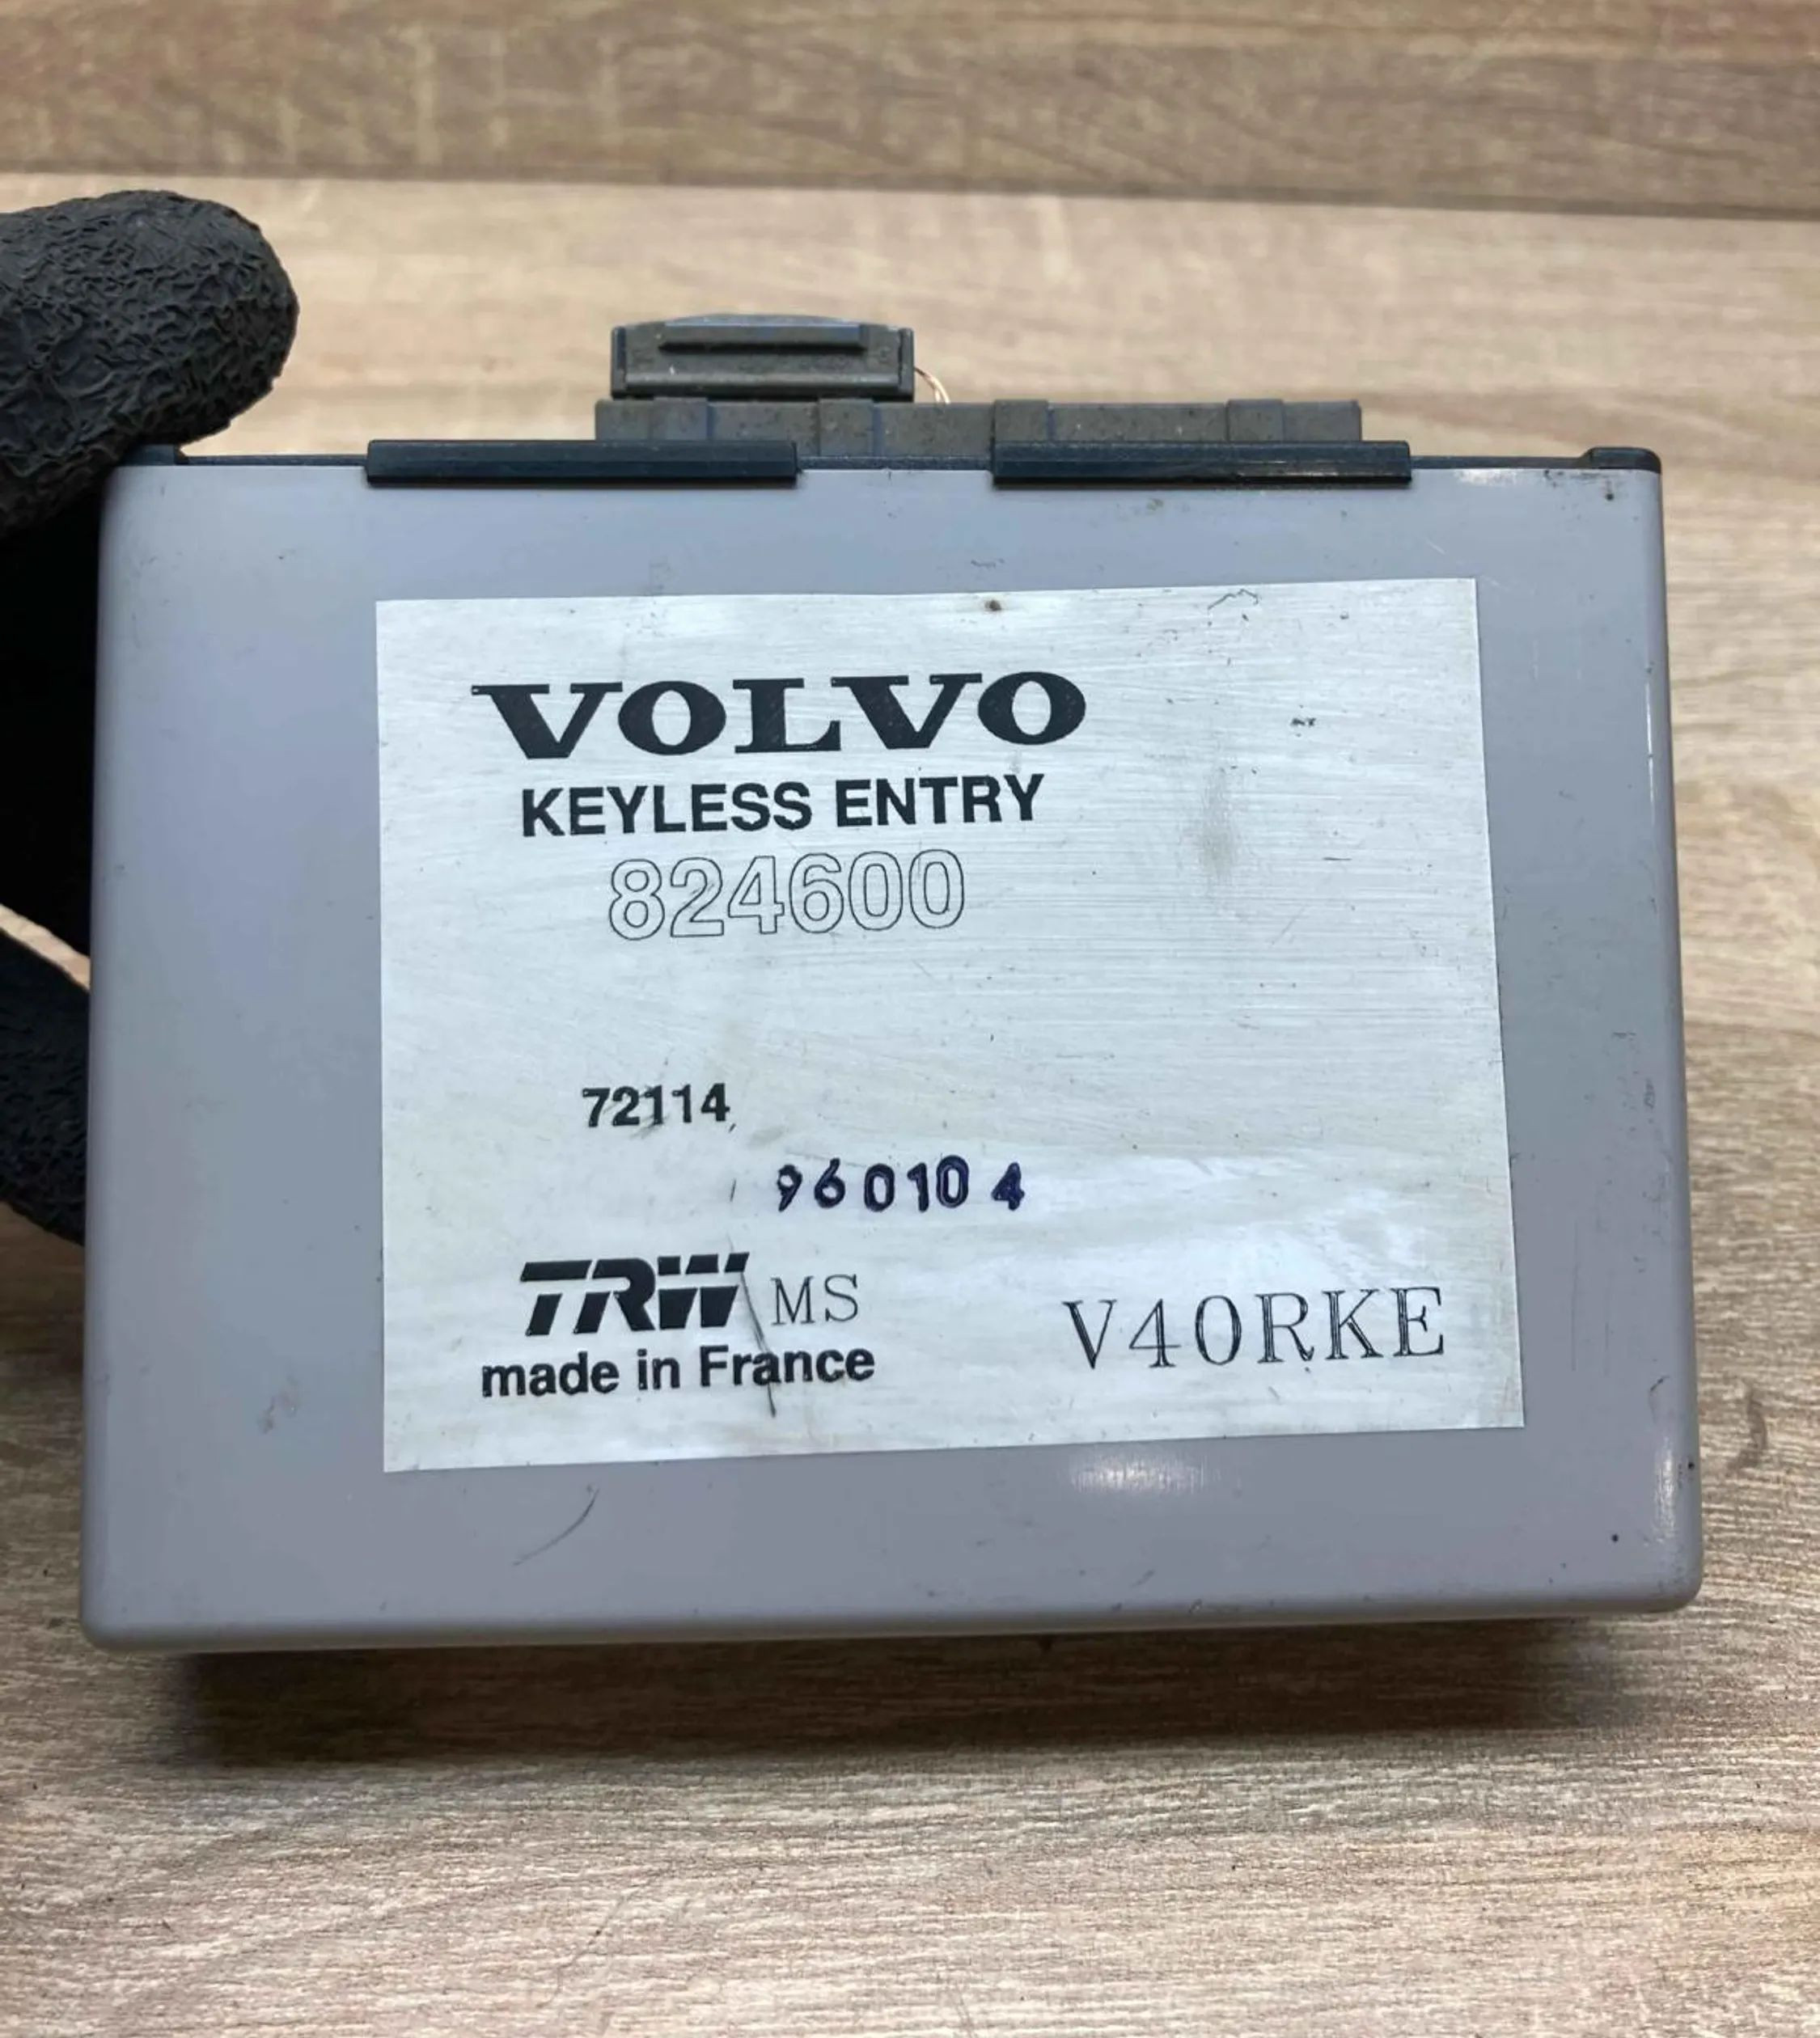 VOLVO
KEYLESS ENTRY
824600
72114
960104
TRW MS
V40RKE
made in France